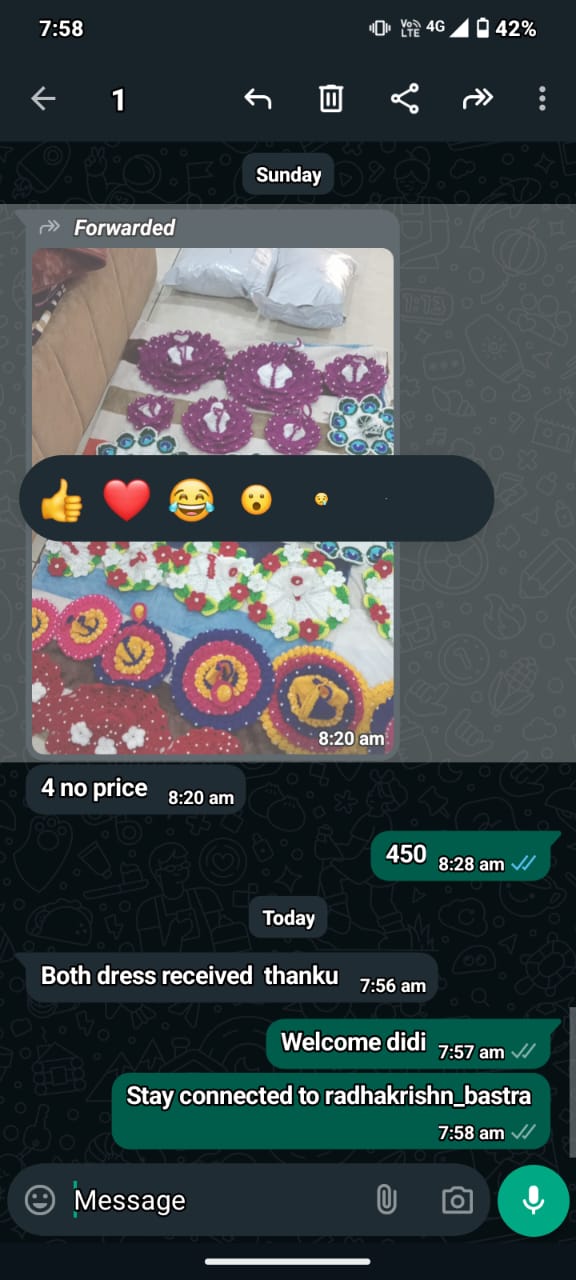 7:58
Vo LTE 4G 42%
1
Sunday
Forwarded
8:20 am
4 no price 8:20 am
450 8:28 am
Today
Both dress received thanku 7:56 am
Welcome didi 7:57 am
Stay connected to radhakrishn_bastra
7:58 am
Message